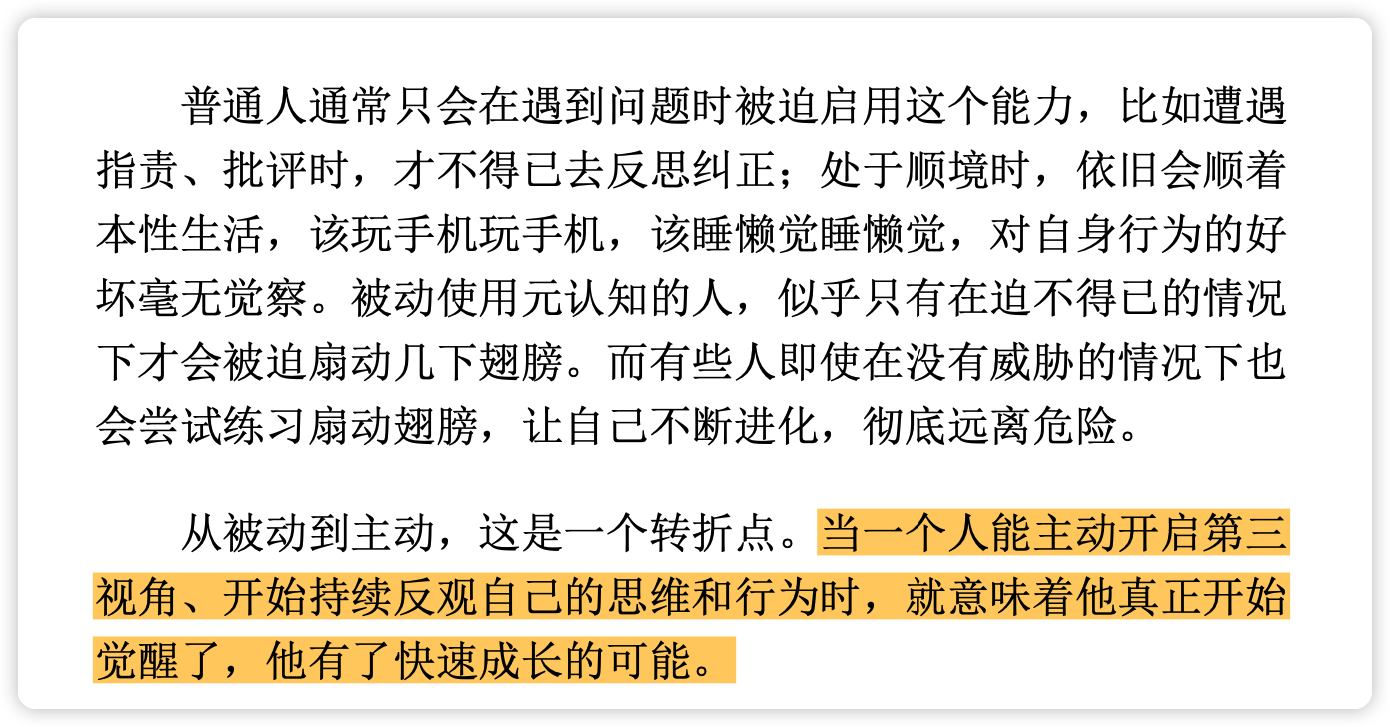 普通人通常只会在遇到问题时被迫启用这个能力，比如遭遇
指责、批评时，才不得已去反思纠正；处于顺境时，依旧会顺着
本性生活，该玩手机玩手机，该睡懒觉睡懒觉，对自身行为的好
坏毫无觉察。被动使用元认知的人，似乎只有在迫不得已的情况
下才会被迫扇动几下翅膀。而有些人即使在没有威胁的情况下也
会尝试练习扇动翅膀，让自己不断进化，彻底远离危险。
从被动到主动，这是一个转折点。当一个人能主动开启第三
视角、开始持续反观自己的思维和行为时，就意味着他真正开始
觉醒了，他有了快速成长的可能。